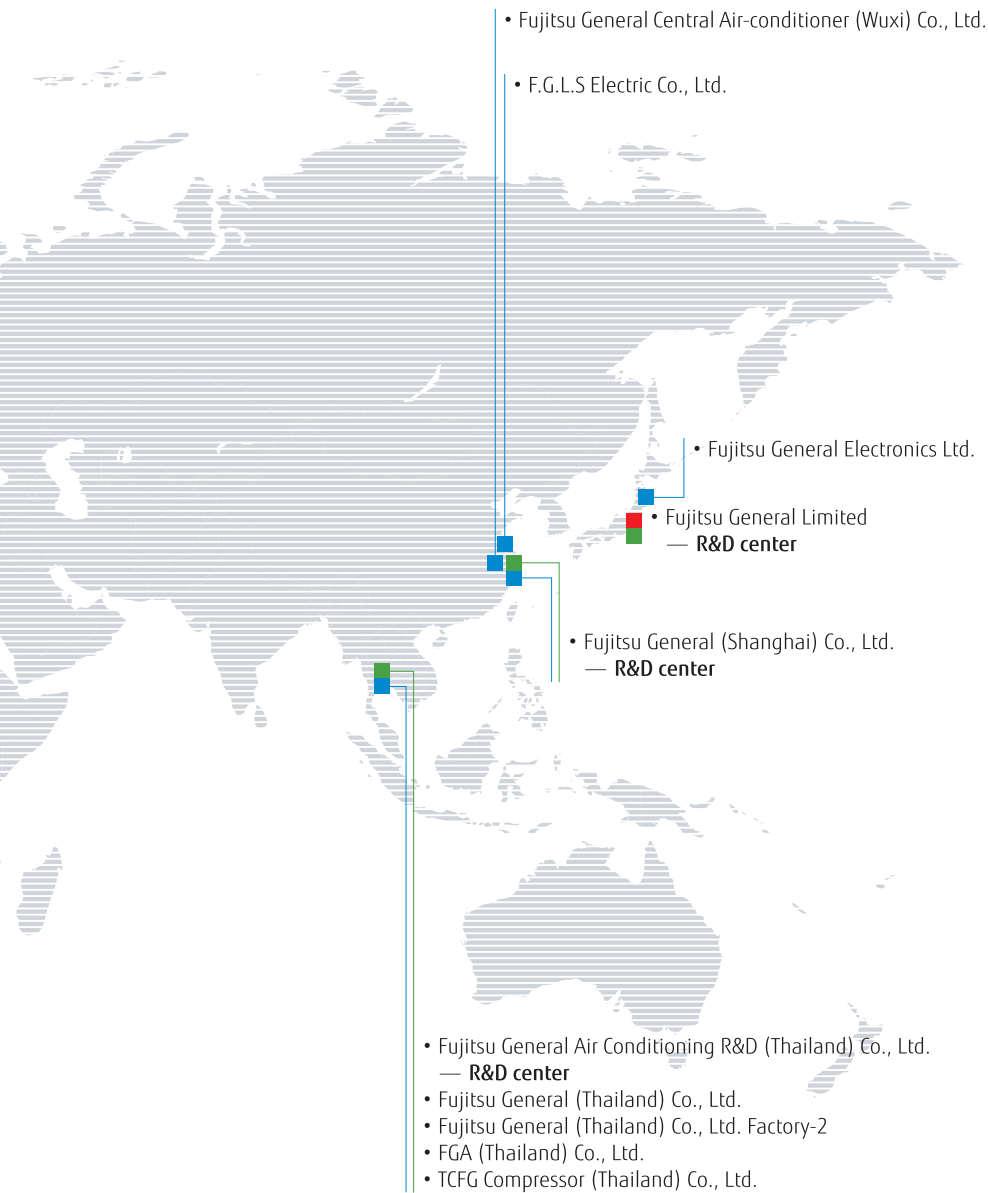 • Fujitsu General Central Air-conditioner (Wuxi) Co., Ltd.
• F.G.L.S Electric Co., Ltd.
• Fujitsu General Electronics Ltd.
• Fujitsu General Limited
— R&D center
• Fujitsu General (Shanghai) Co., Ltd.
— R&D center
• Fujitsu General Air Conditioning R&D (Thailand) Co., Ltd.
— R&D center
• Fujitsu General (Thailand) Co., Ltd.
• Fujitsu General (Thailand) Co., Ltd. Factory-2
• FGA (Thailand) Co., Ltd.
• TCFG Compressor (Thailand) Co., Ltd.